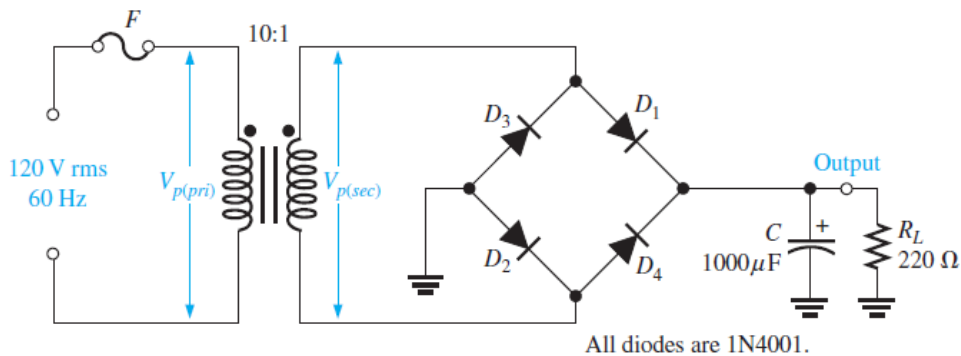 F
10:1
D3
D1
120 V rms
60 Hz
Vp(pri)
Vp(sec)
Output
D2
D4
C
+
1000μF
RL
220 Ω
All diodes are 1N4001.